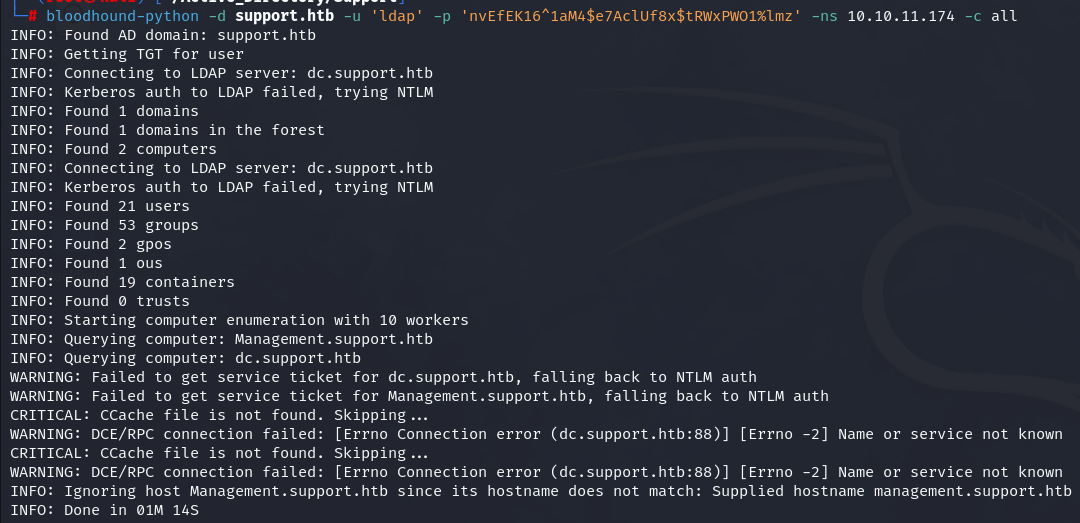 └─# bloodhound-python -d support.htb -u 'ldap' -p 'nvEfEK16^1aM4$e7AclUf8x$tRWxPWO1%lmz' -ns 10.10.11.174 -c all
INFO: Found AD domain: support.htb
INFO: Getting TGT for user
INFO: Connecting to LDAP server: dc.support.htb
INFO: Kerberos auth to LDAP failed, trying NTLM
INFO: Found 1 domains
INFO: Found 1 domains in the forest
INFO: Found 2 computers
INFO: Connecting to LDAP server: dc.support.htb
INFO: Kerberos auth to LDAP failed, trying NTLM
INFO: Found 21 users
INFO: Found 53 groups
INFO: Found 2 gpos
INFO: Found 1 ous
INFO: Found 19 containers
INFO: Found 0 trusts
INFO: Starting computer enumeration with 10 workers
INFO: Querying computer: Management.support.htb
INFO: Querying computer: dc.support.htb
WARNING: Failed to get service ticket for dc.support.htb, falling back to NTLM auth
WARNING: Failed to get service ticket for Management.support.htb, falling back to NTLM auth
CRITICAL: CCache file is not found. Skipping...
WARNING: DCE/RPC connection failed: [Errno Connection error (dc.support.htb:88)] [Errno -2] Name or service not known
CRITICAL: CCache file is not found. Skipping...
WARNING: DCE/RPC connection failed: [Errno Connection error (dc.support.htb:88)] [Errno -2] Name or service not known
INFO: Ignoring host Management.support.htb since its hostname does not match: Supplied hostname management.support.htb
INFO: Done in 01M 14S